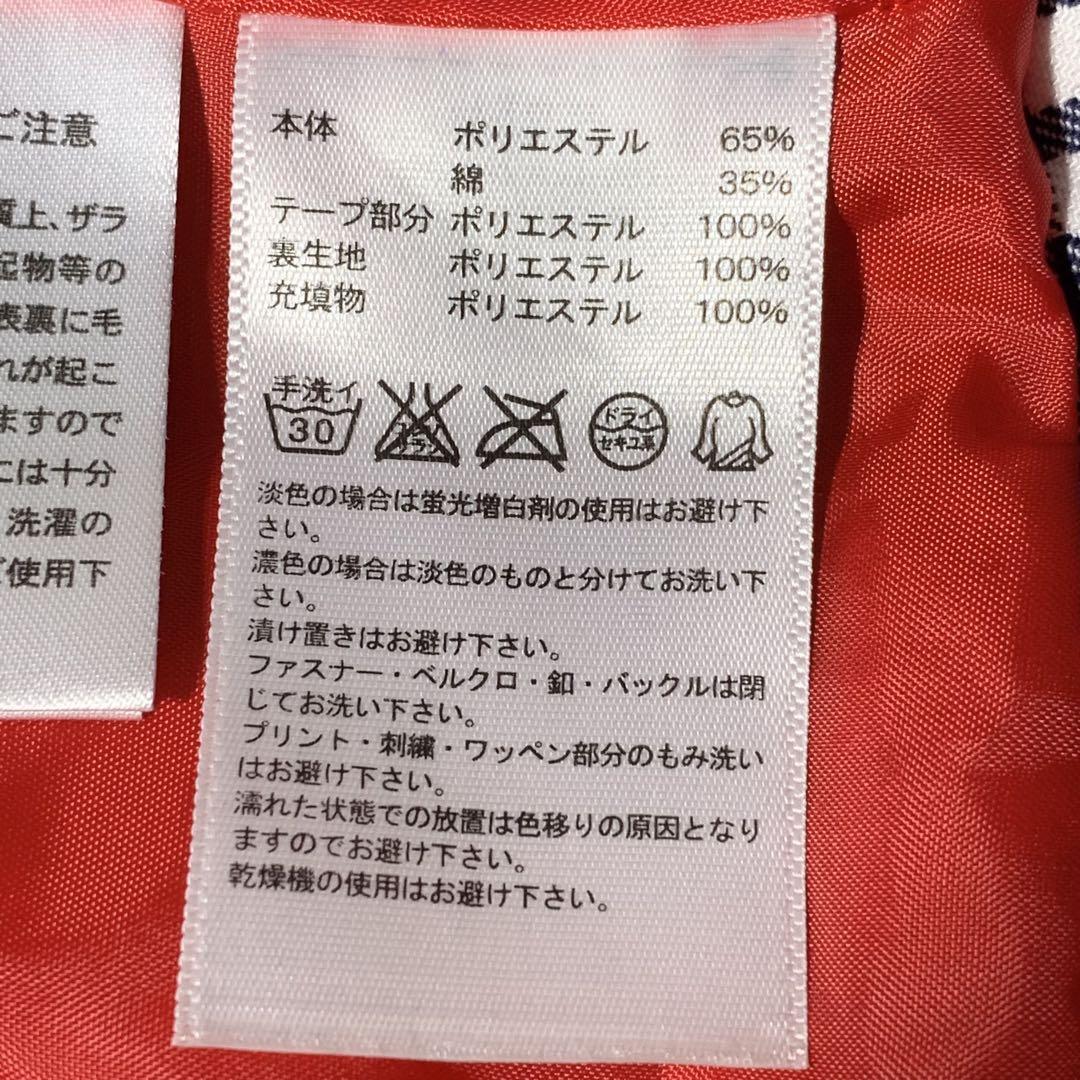 ご注意
質上、ザラ
起物等の
表裏に毛
れが起こ
ますので
には十分
洗濯の
ご使用下
本体 ポリエステル 65%
綿 35%
テープ部分 ポリエステル 100%
裏生地 ポリエステル 100%
充填物 ポリエステル 100%
手洗イ
30
エンソサラシ
ドライ
セキユ系
淡色の場合は蛍光増白剤の使用はお避け下
さい。
濃色の場合は淡色のものと分けてお洗い下
さい。
漬け置きはお避け下さい。
ファスナー・ベルクロ・釦・バックルは閉
じてお洗い下さい。
プリント・刺繍・ワッペン部分のもみ洗い
はお避け下さい。
濡れた状態での放置は色移りの原因となり
ますのでお避け下さい。
乾燥機の使用はお避け下さい。